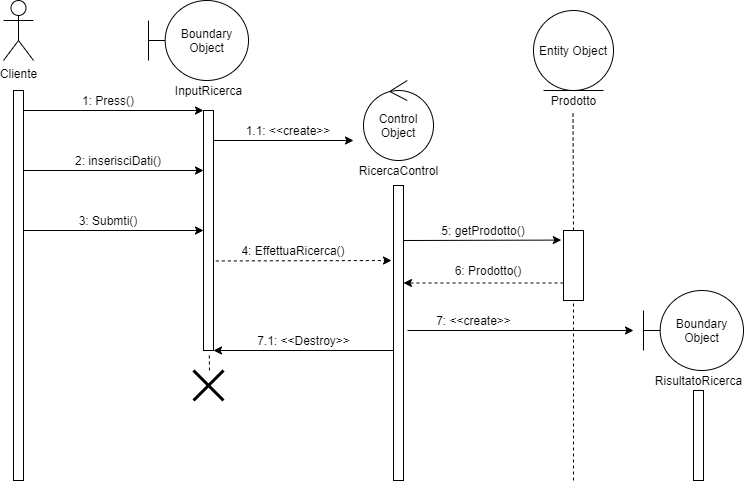 Boundary
Object
Entity Object
Cliente
InputRicerca
Prodotto
1: Press()
Control
Object
1.1: <<create>>
2: inserisciDati()
RicercaControl
3: Submti()
5: getProdotto()
4: EffettuaRicerca()
6: Prodotto()
7: <<create>>
Boundary
Object
7.1: <<Destroy>>
RisultatoRicerca